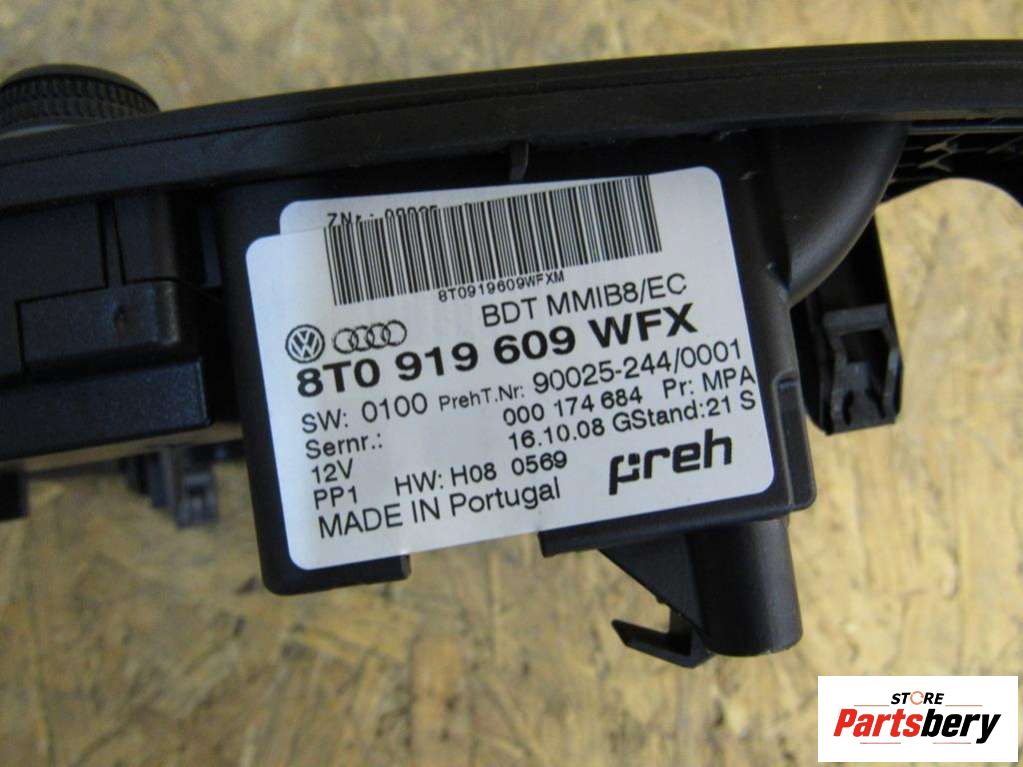 ZNr.:
8T0919609WFXM
BDT MMIB8/EC
8T0 919 609 WFX
SW: 0100 PrehT.Nr: 90025-244/0001
Sernr.: 000 174 684 Pr: MPA
12V 16.10.08 GStand: 21 S
PP1 HW: H08 0569
MADE IN Portugal
preh
STORE
Partsbery